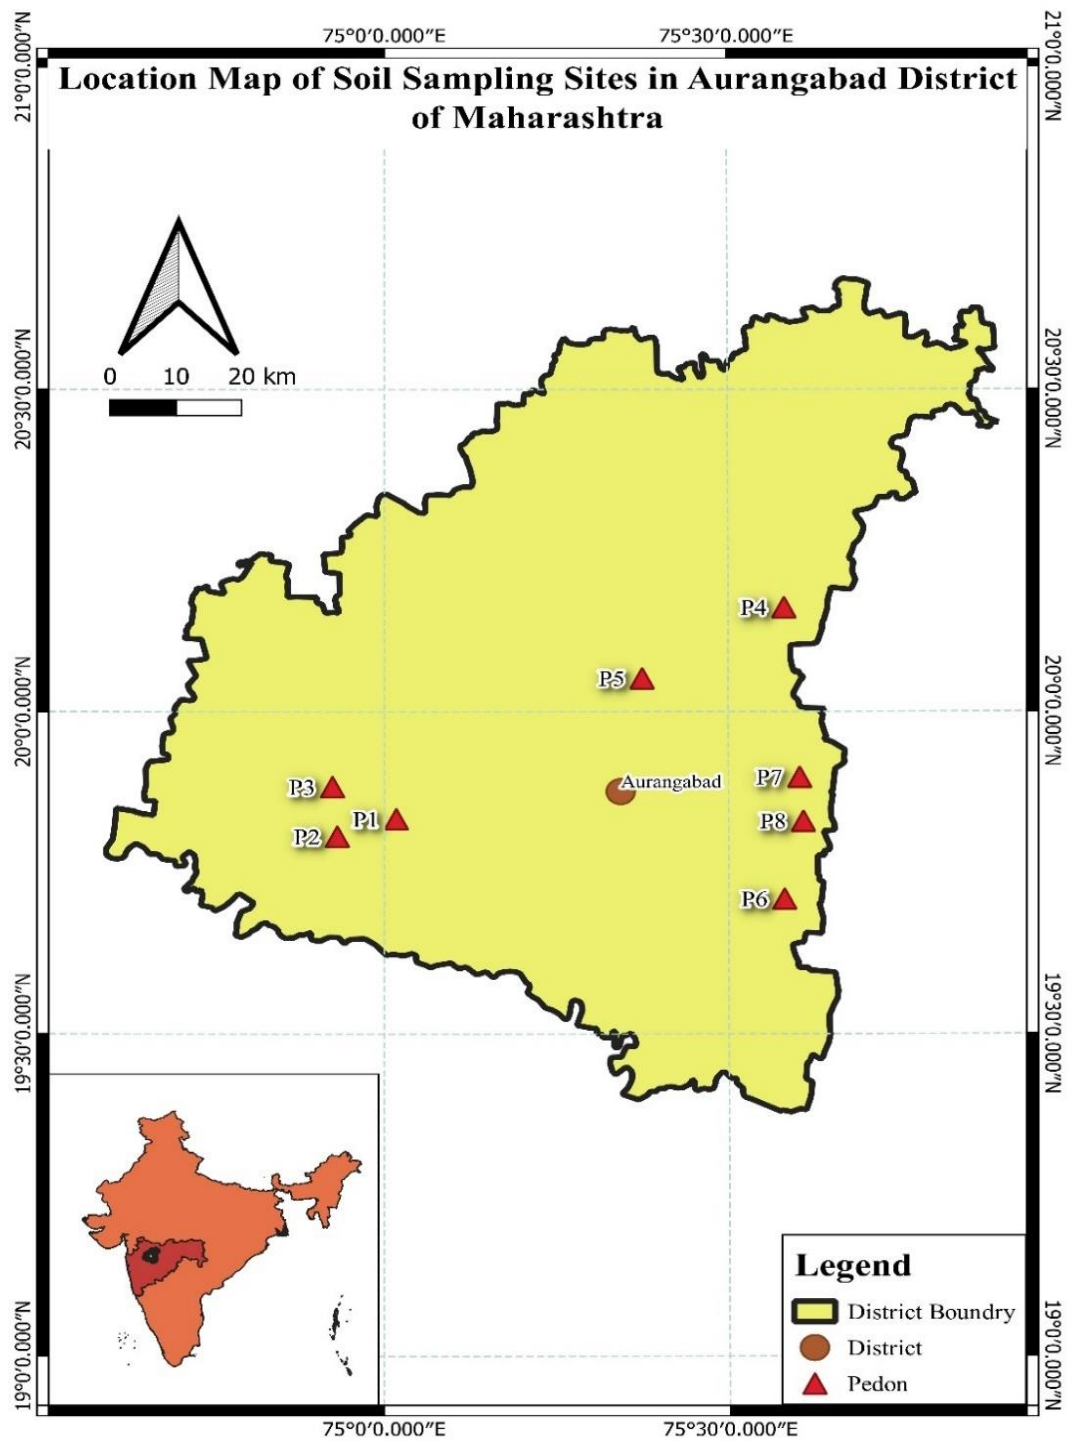 75°0′0.000″E 75°30′0.000″E
21°0′0.000″N 21°0′0.000″N
Location Map of Soil Sampling Sites in Aurangabad District
of Maharashtra
0 10 20 km
20°30′0.000″N 20°30′0.000″N
P4
P5
20°0′0.000″N 20°0′0.000″N
Aurangabad
P7
P3
P1
P8
P2
P6
19°30′0.000″N 19°30′0.000″N
Legend
District Boundry
District
Pedon
19°0′0.000″N 19°0′0.000″N
75°0′0.000″E 75°30′0.000″E